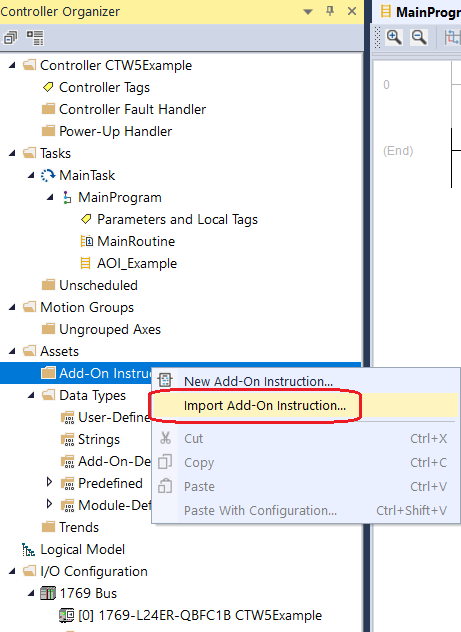 Controller Organizer
MainProgr
Controller CTW5Example
Controller Tags
0
Controller Fault Handler
Power-Up Handler
Tasks
(End)
MainTask
MainProgram
Parameters and Local Tags
MainRoutine
AOI_Example
Unscheduled
Motion Groups
Ungrouped Axes
Assets
Add-On Instruc
New Add-On Instruction...
Data Types
Import Add-On Instruction...
User-Define
Strings
Cut Ctrl+X
Add-On-De
Copy Ctrl+C
Predefined
Paste Ctrl+V
Module-Def
Paste With Configuration... Ctrl+Shift+V
Trends
Logical Model
I/O Configuration
1769 Bus
[0] 1769-L24ER-QBFC1B CTW5Example